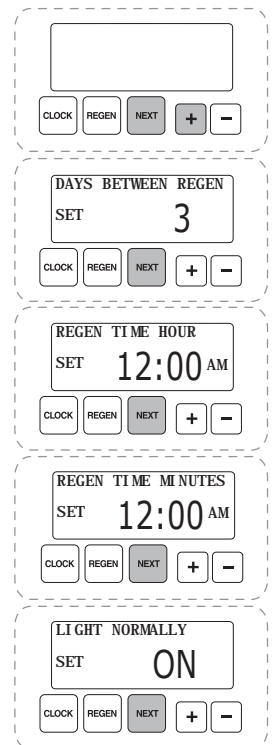 CLOCK REGEN NEXT + −
DAYS BETWEEN REGEN
SET 3
CLOCK REGEN NEXT + −
REGEN TIME HOUR
SET 12:00 AM
CLOCK REGEN NEXT + −
REGEN TIME MINUTES
SET 12:00 AM
CLOCK REGEN NEXT + −
LIGHT NORMALLY
SET ON
CLOCK REGEN NEXT + −